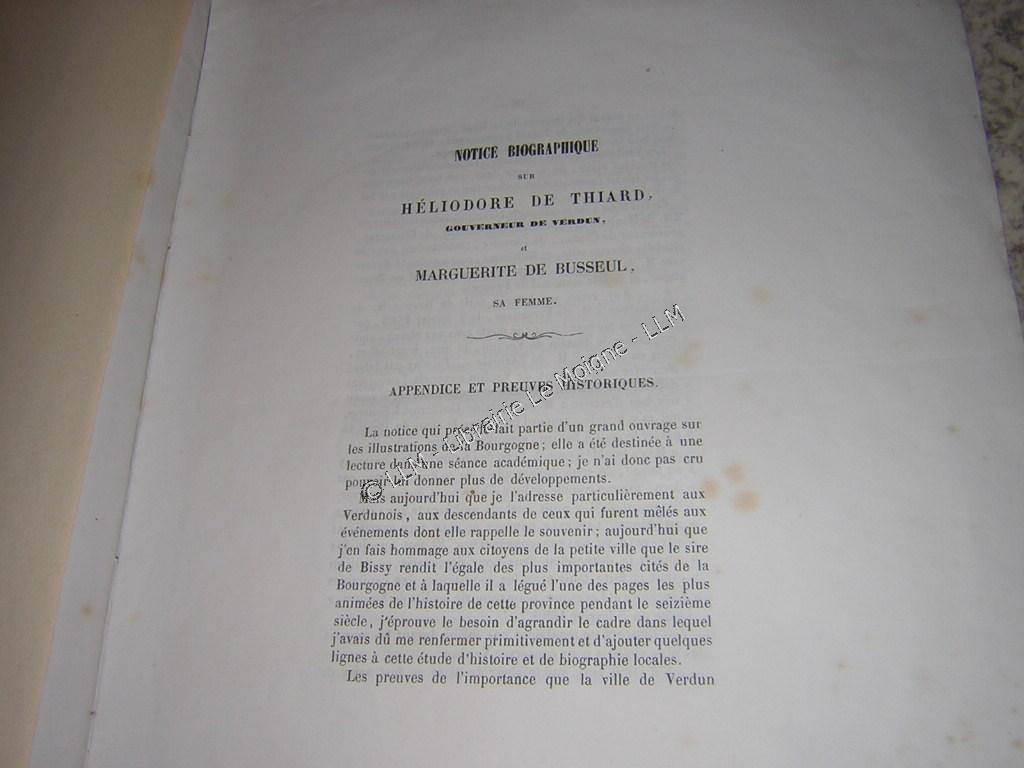 NOTICE BIOGRAPHIQUE
SUR
HÉLIODORE DE THIARD,
GOUVERNEUR DE VERDUN,
et
MARGUERITE DE BUSSEUL,
SA FEMME.
APPENDICE ET PREUVES HISTORIQUES.
La notice qui fait partie d'un grand ouvrage sur
les illustrations de la Bourgogne; elle a été destinée à une
lecture dans une séance académique; je n'ai donc pas cru
pouvoir lui donner plus de développements.
Mais aujourd'hui que je l'adresse particulièrement aux
Verdunois, aux descendants de ceux qui furent mêlés aux
événements dont elle rappelle le souvenir; aujourd'hui que
j'en fais hommage aux citoyens de la petite ville que le sire
de Bissy rendit l'égale des plus importantes cités de la
Bourgogne et à laquelle il a légué l'une des pages les plus
animées de l'histoire de cette province pendant le seizième
siècle, j'éprouve le besoin d'agrandir le cadre dans lequel
j'avais dû me renfermer primitivement et d'ajouter quelques
lignes à cette étude d'histoire et de biographie locales.
Les preuves de l'importance que la ville de Verdun
© LLM - Librairie Le Moigne - LLM